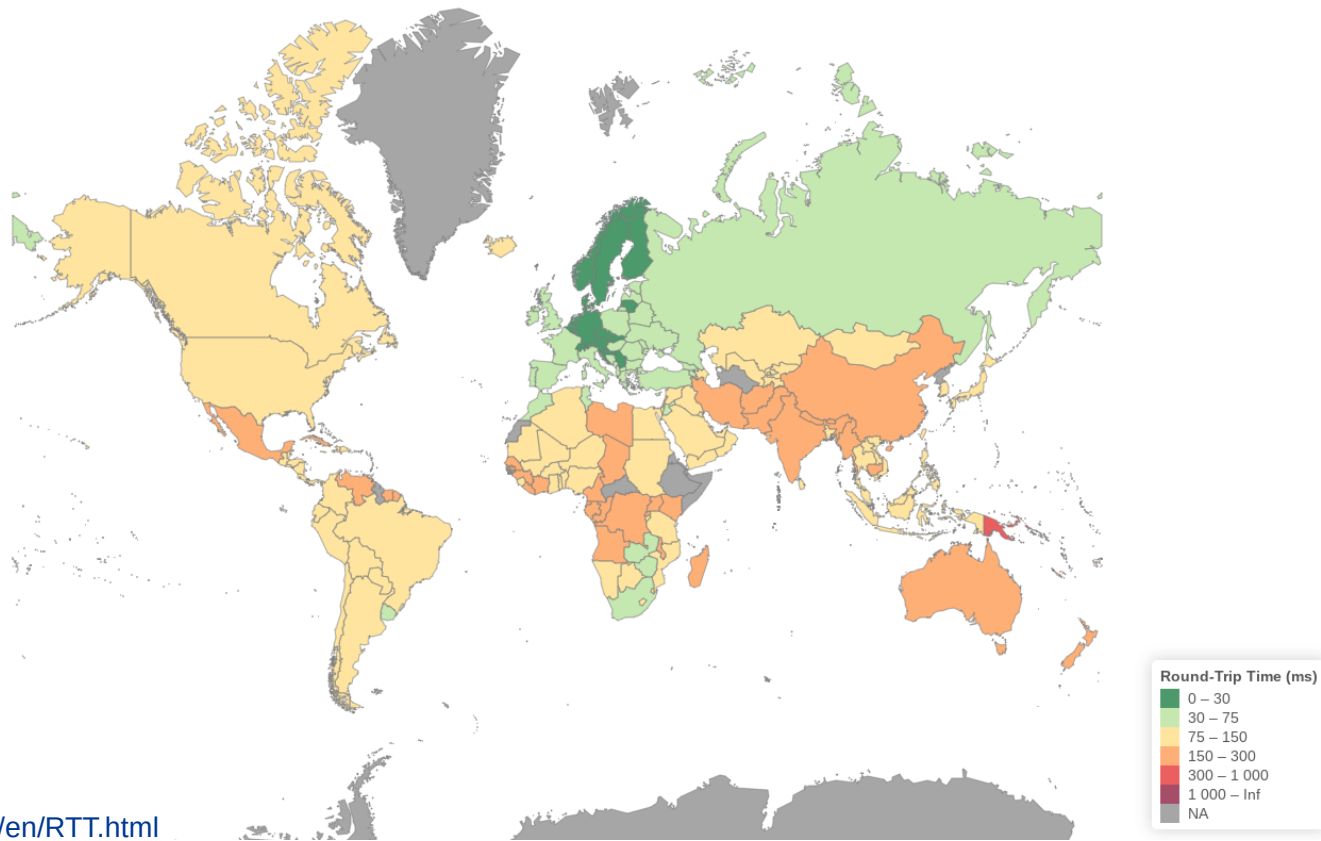 Round-Trip Time (ms)
0 – 30
30 – 75
75 – 150
150 – 300
300 – 1 000
1 000 – Inf
NA
/en/RTT.html